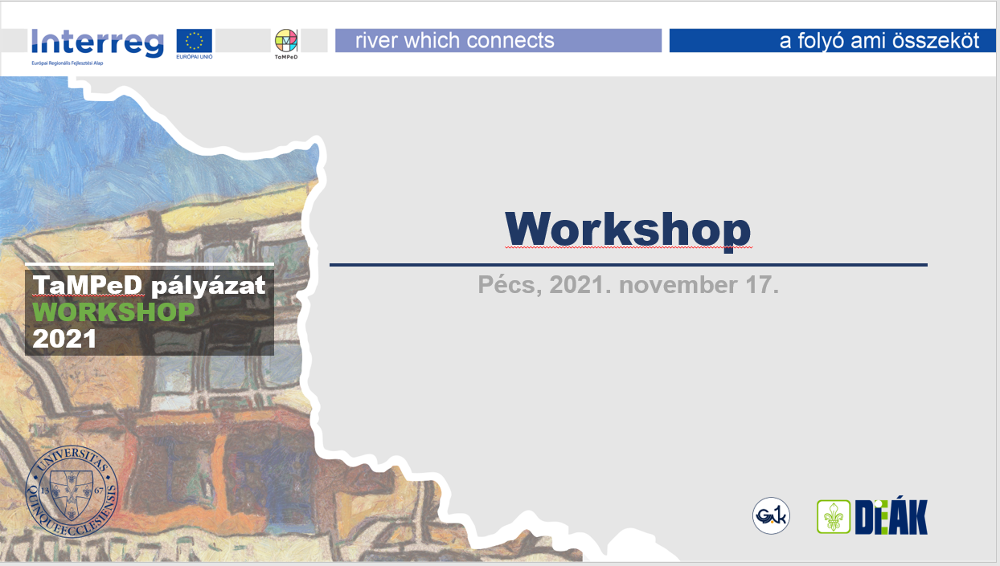 Interreg
Európai Regionális Fejlesztési Alap
EURÓPAI UNIÓ
TaMPeD
river which connects
a folyó ami összeköt
Workshop
Pécs, 2021. november 17.
TaMPeD pályázat
WORKSHOP
2021
UNIVERSITAS
QUINQUEECCLESIENSIS
13 67
DEÁK